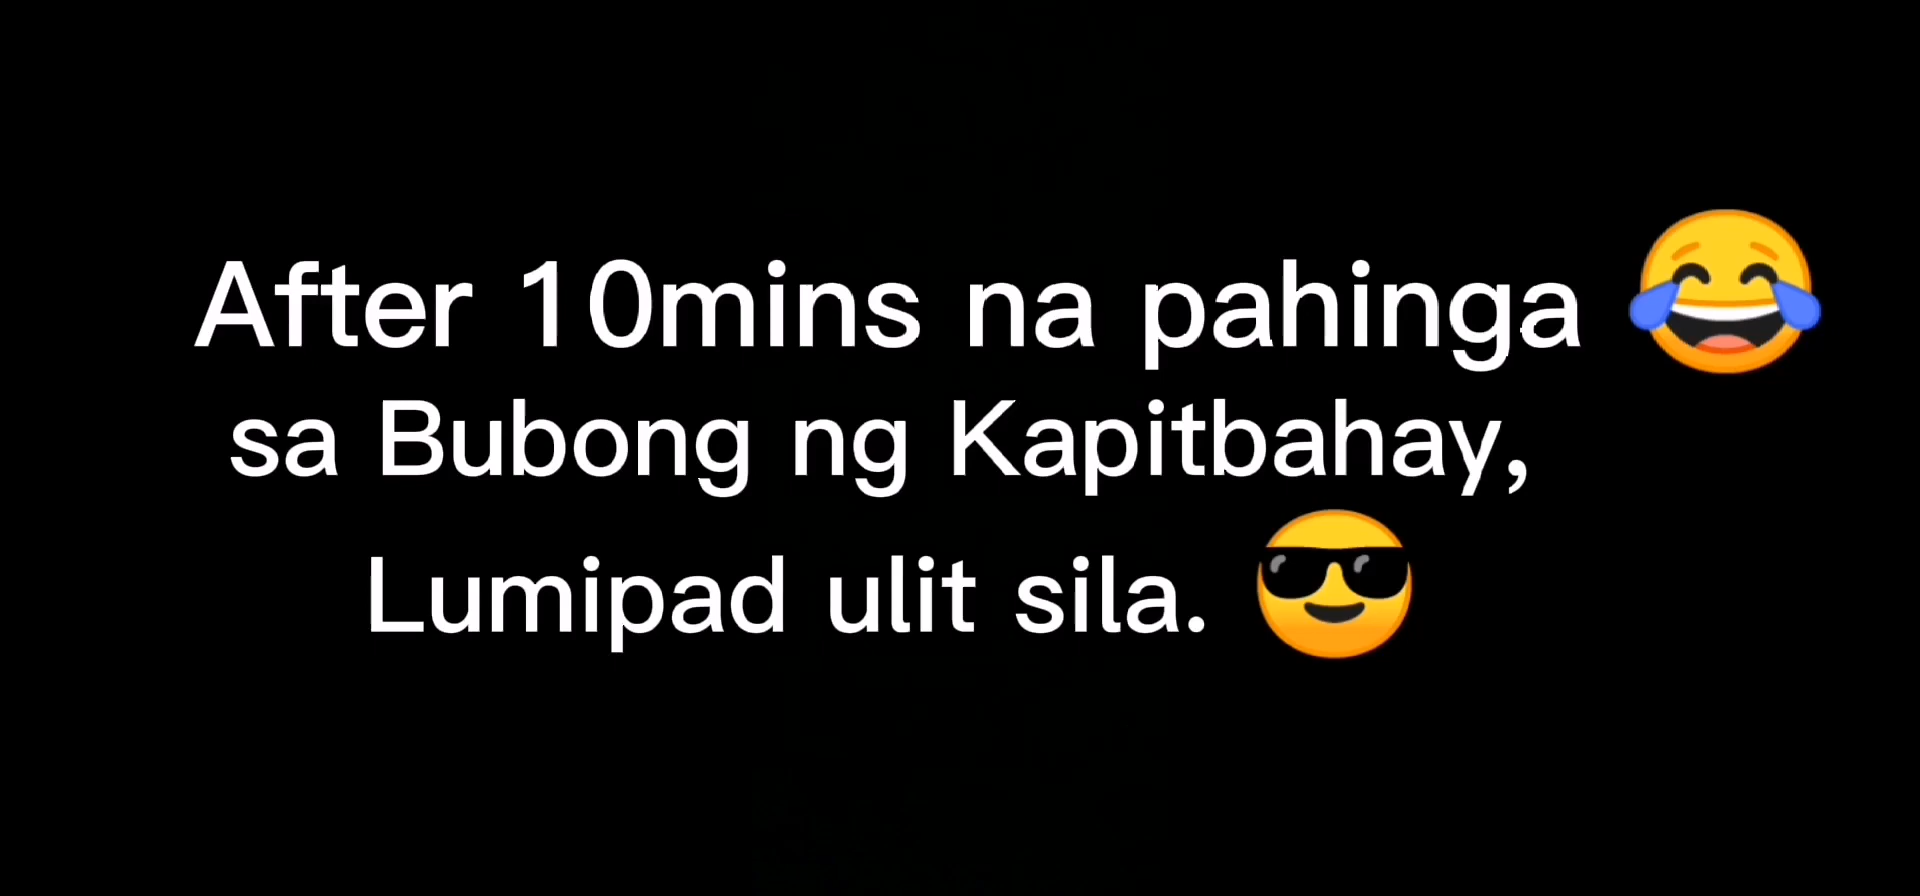 After 10mins na pahinga 😂
sa Bubong ng Kapitbahay,
Lumipad ulit sila. 😎